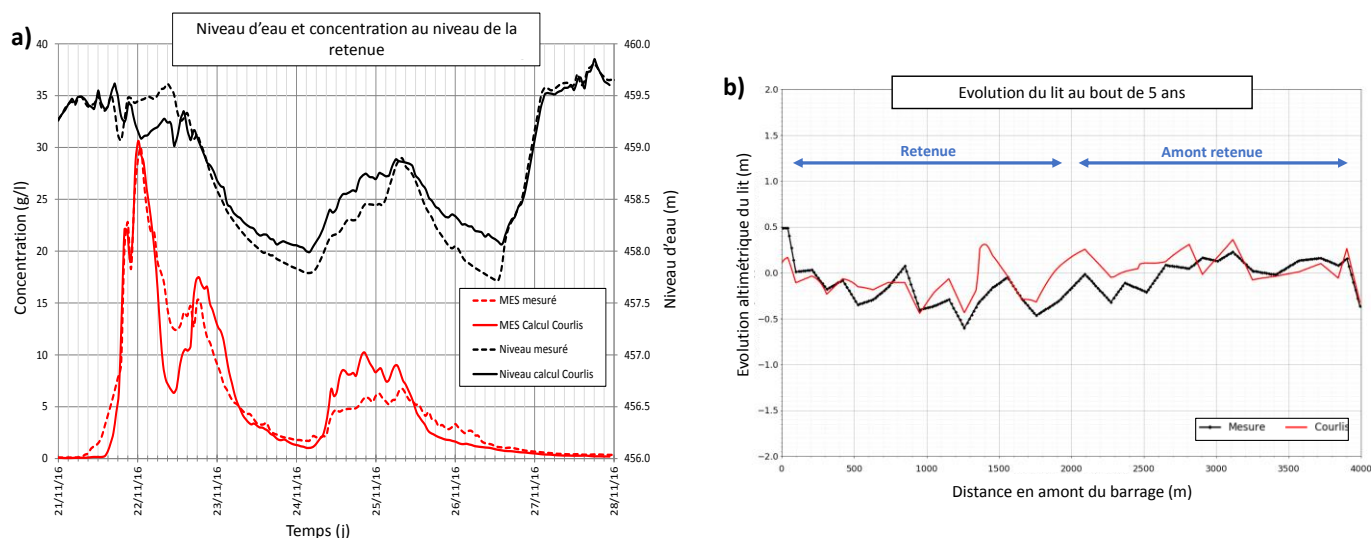 a)
Niveau d'eau et concentration au niveau de la
retenue
40
35
30
25
20
15
10
5
0
Concentration (g/l)
460.0
459.5
459.0
458.5
458.0
457.5
457.0
456.5
456.0
Niveau d'eau (m)
MES mesuré
MES Calcul Courlis
Niveau mesuré
Niveau calcul Courlis
21/11/16
22/11/16
23/11/16
24/11/16
25/11/16
26/11/16
27/11/16
28/11/16
Temps (j)
b)
Evolution du lit au bout de 5 ans
2.0
1.5
1.0
0.5
0.0
−0.5
−1.0
−1.5
−2.0
Evolution altimétrique du lit (m)
Retenue
Amont retenue
Mesure
Courlis
0
500
1000
1500
2000
2500
3000
3500
4000
Distance en amont du barrage (m)